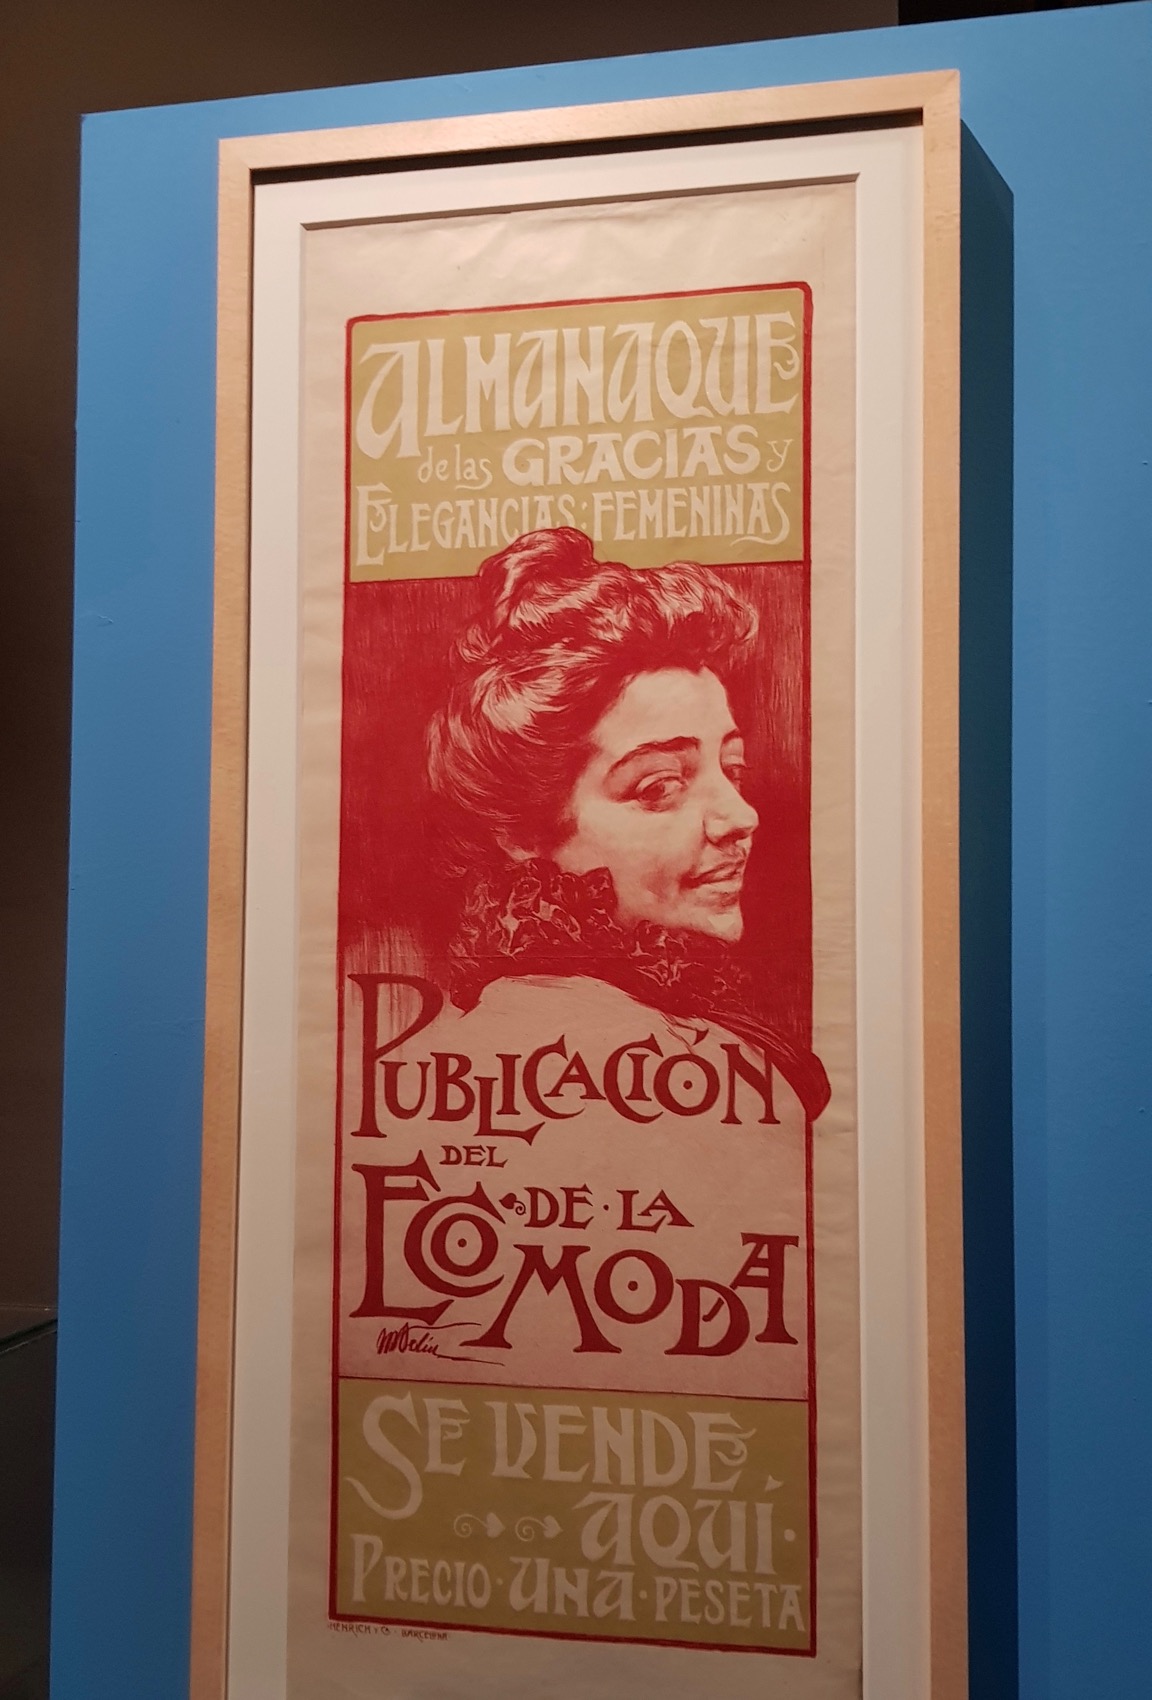 ALMANAQUE
de las GRACIAS y
ELEGANCIAS: FEMENINAS
PUBLICACIÓN
DEL
ECO DE·LA
MODA
SE VENDE
AQUÍ·
PRECIO·UNA·PESETA
HENRICH Y Cª · BARCELONA